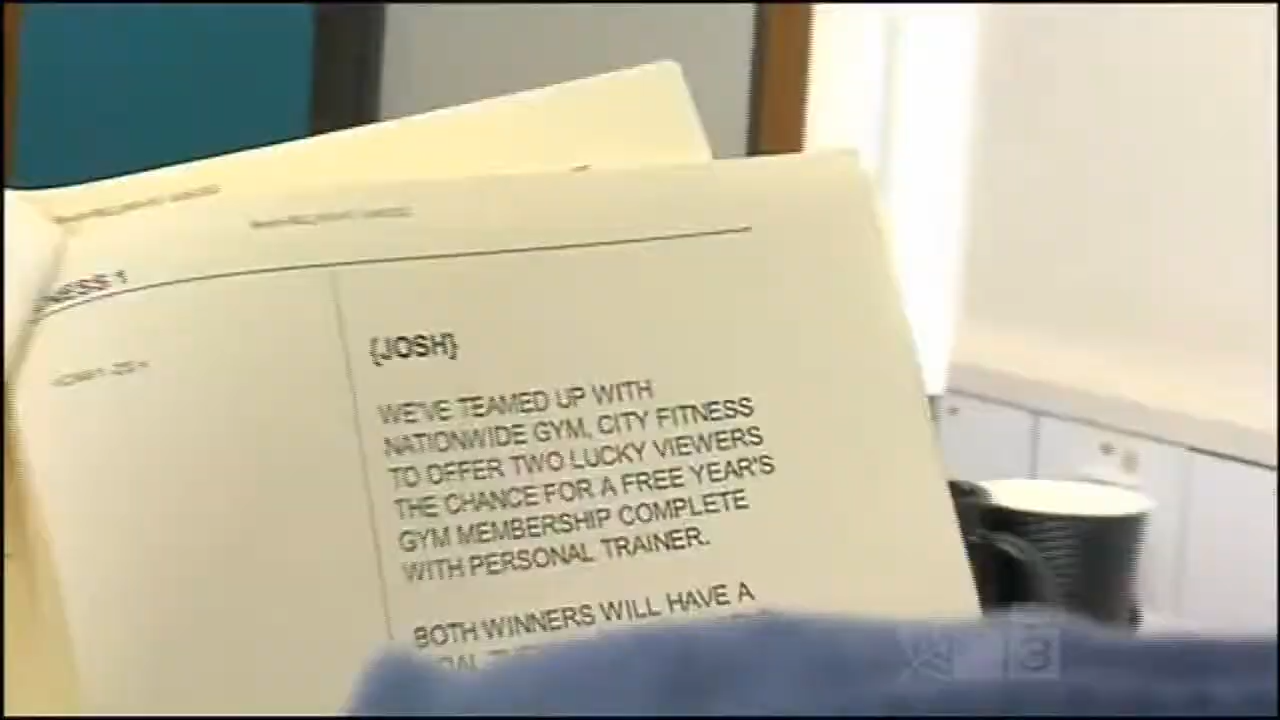 {JOSH}
WE'VE TEAMED UP WITH
NATIONWIDE GYM, CITY FITNESS
TO OFFER TWO LUCKY VIEWERS
THE CHANCE FOR A FREE YEAR'S
GYM MEMBERSHIP COMPLETE
WITH PERSONAL TRAINER.
BOTH WINNERS WILL HAVE A
3